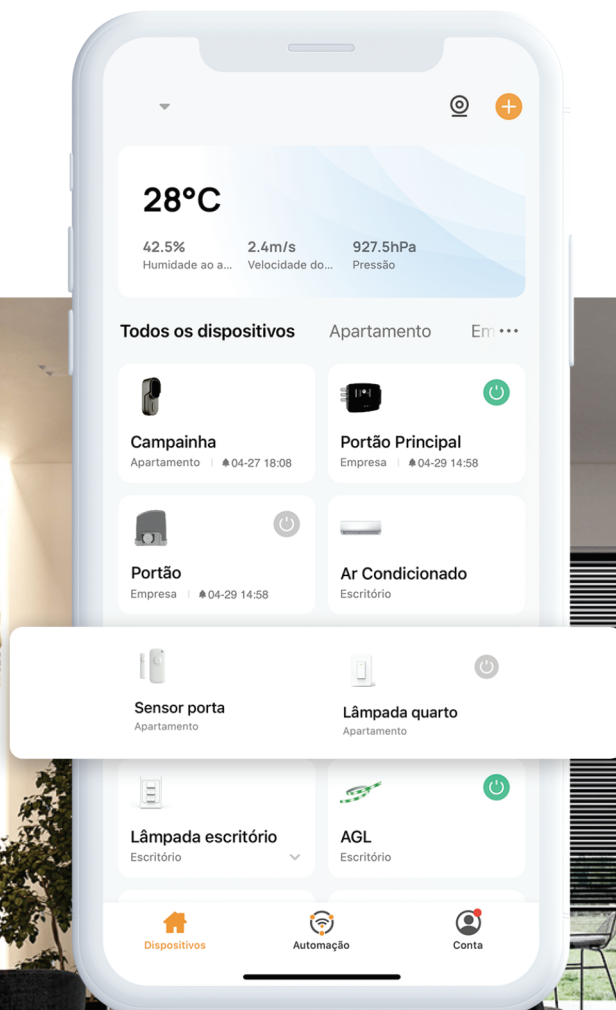 28°C
42.5% 2.4m/s 927.5hPa
Humidade ao a... Velocidade do... Pressão
Todos os dispositivos Apartamento Em ...
Campainha Portão Principal
Apartamento | 04-27 18:08 Empresa | 04-29 14:58
Portão Ar Condicionado
Empresa | 04-29 14:58 Escritório
Sensor porta Lâmpada quarto
Apartamento Apartamento
Lâmpada escritório AGL
Escritório Escritório
Dispositivos Automação Conta